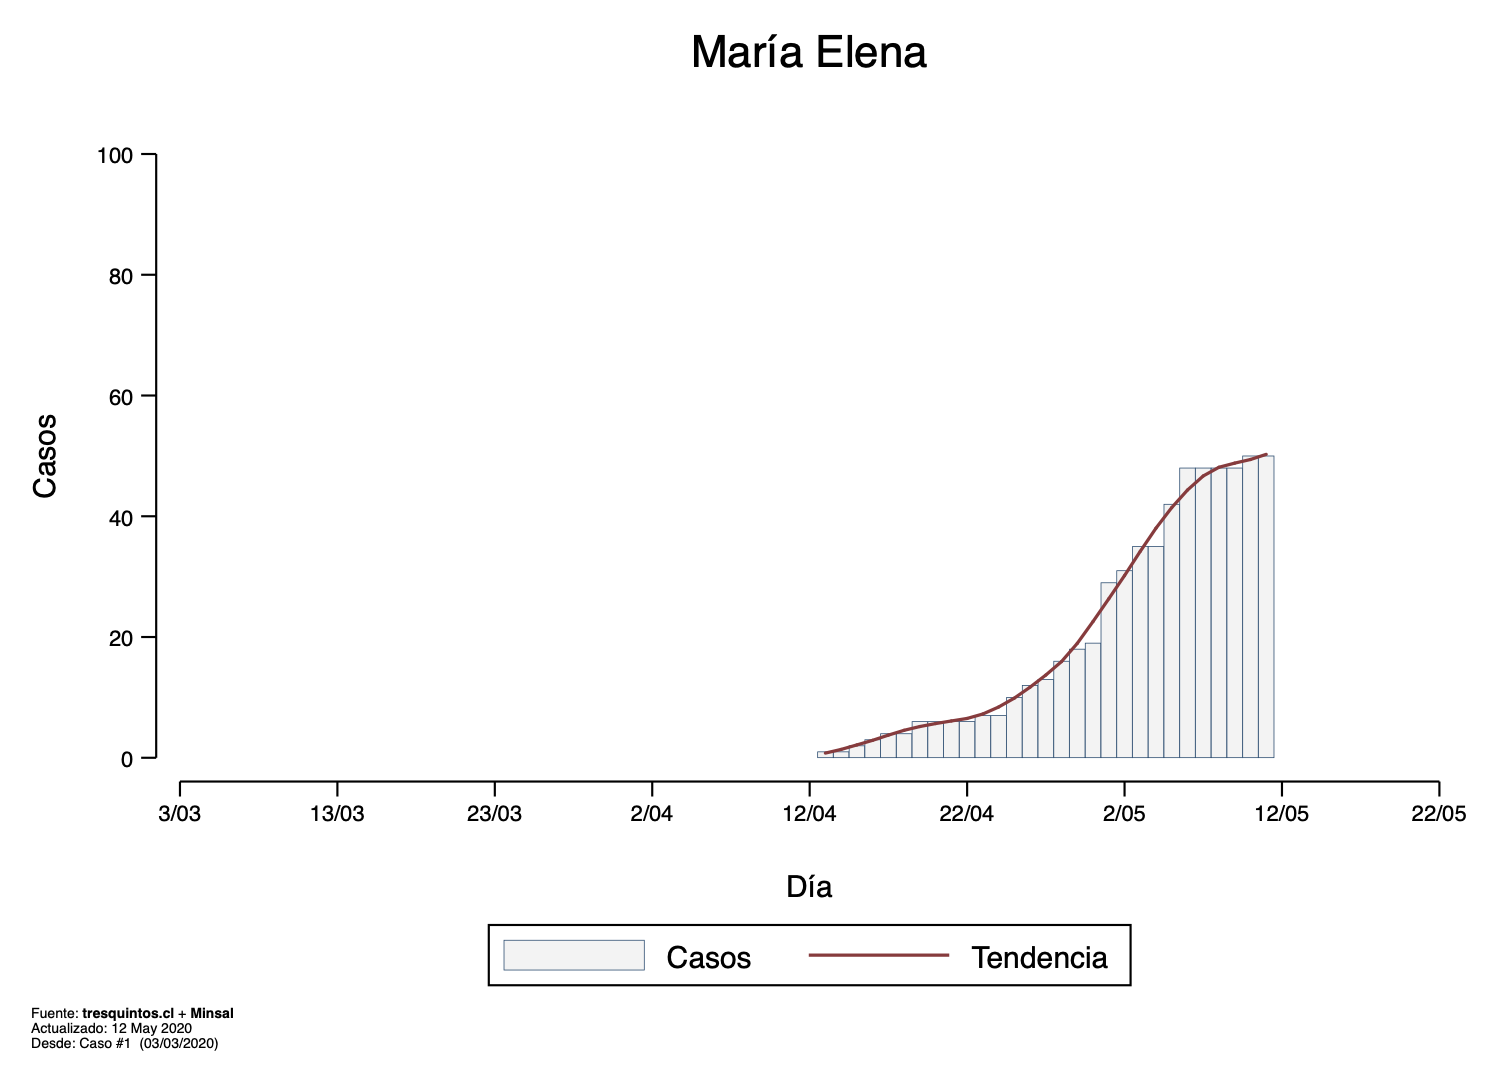 María Elena
100
80
60
40
20
0
Casos
3/03 13/03 23/03 2/04 12/04 22/04 2/05 12/05 22/05
Día
Casos Tendencia
Fuente: tresquintos.cl + Minsal
Actualizado: 12 May 2020
Desde: Caso #1 (03/03/2020)